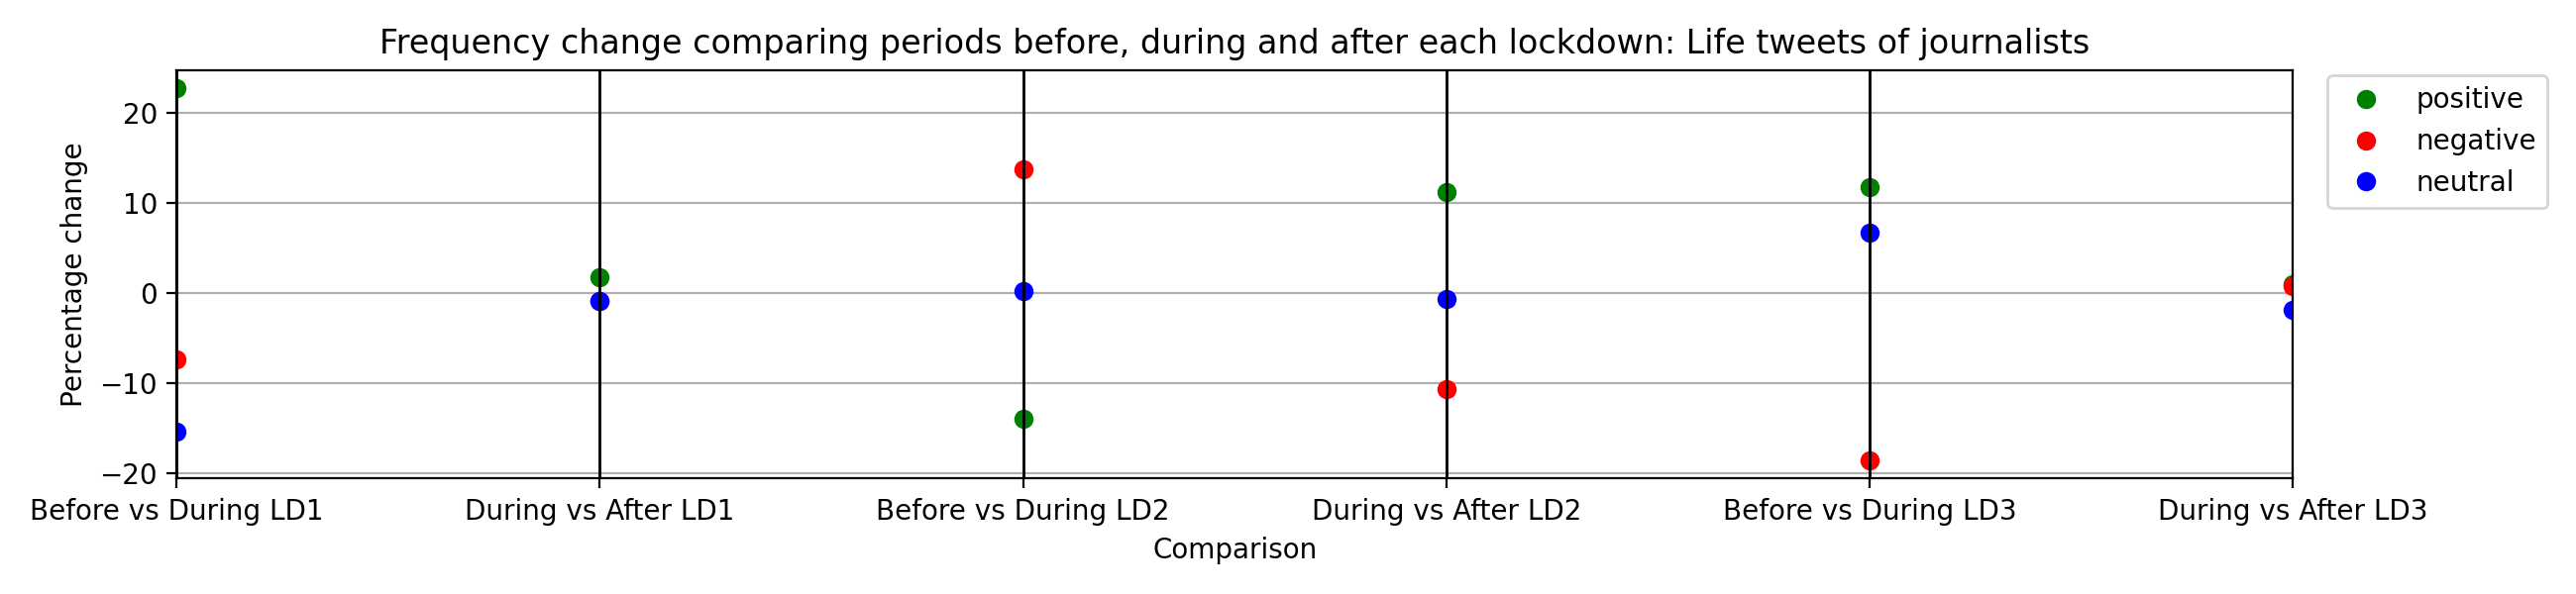 Frequency change comparing periods before, during and after each lockdown: Life tweets of journalists
positive
negative
neutral
Percentage change
20
10
0
−10
−20
Before vs During LD1
During vs After LD1
Before vs During LD2
During vs After LD2
Before vs During LD3
During vs After LD3
Comparison